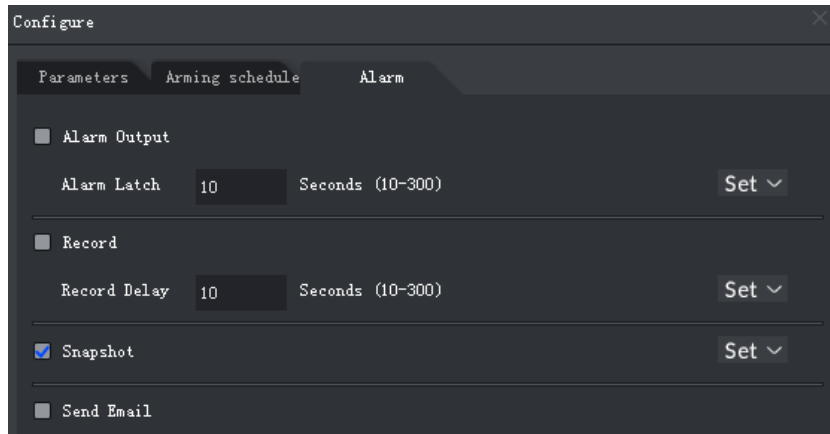 Configure
Parameters Arming schedule Alarm
Alarm Output
Alarm Latch 10 Seconds (10-300) Set
Record
Record Delay 10 Seconds (10-300) Set
Snapshot Set
Send Email